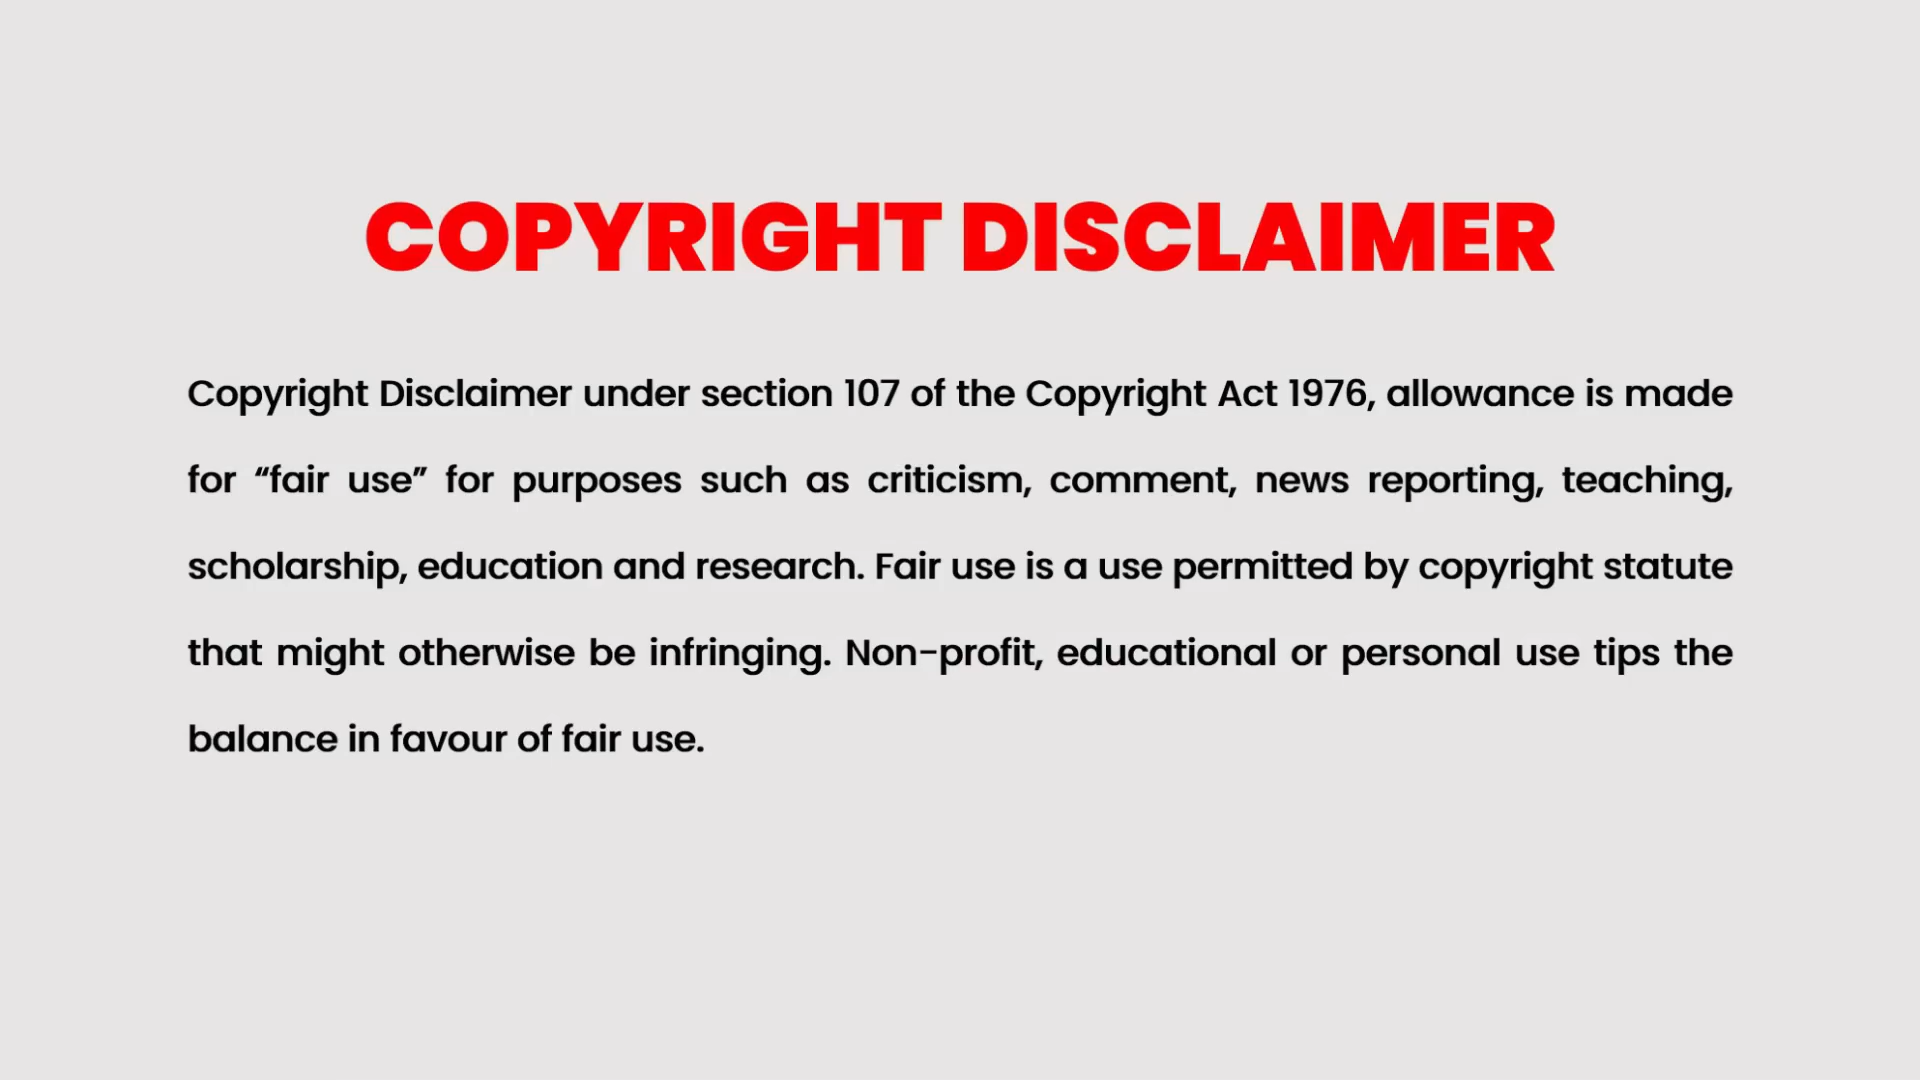 COPYRIGHT DISCLAIMER
Copyright Disclaimer under section 107 of the Copyright Act 1976, allowance is made
for “fair use” for purposes such as criticism, comment, news reporting, teaching,
scholarship, education and research. Fair use is a use permitted by copyright statute
that might otherwise be infringing. Non-profit, educational or personal use tips the
balance in favour of fair use.